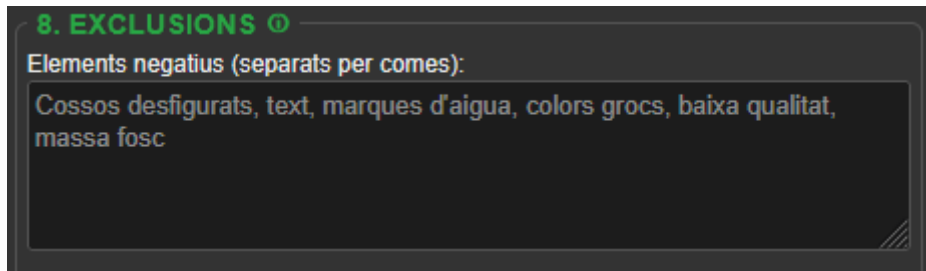 8. EXCLUSIONS
Elements negatius (separats per comes):
Cossos desfigurats, text, marques d'aigua, colors grocs, baixa qualitat,
massa fosc